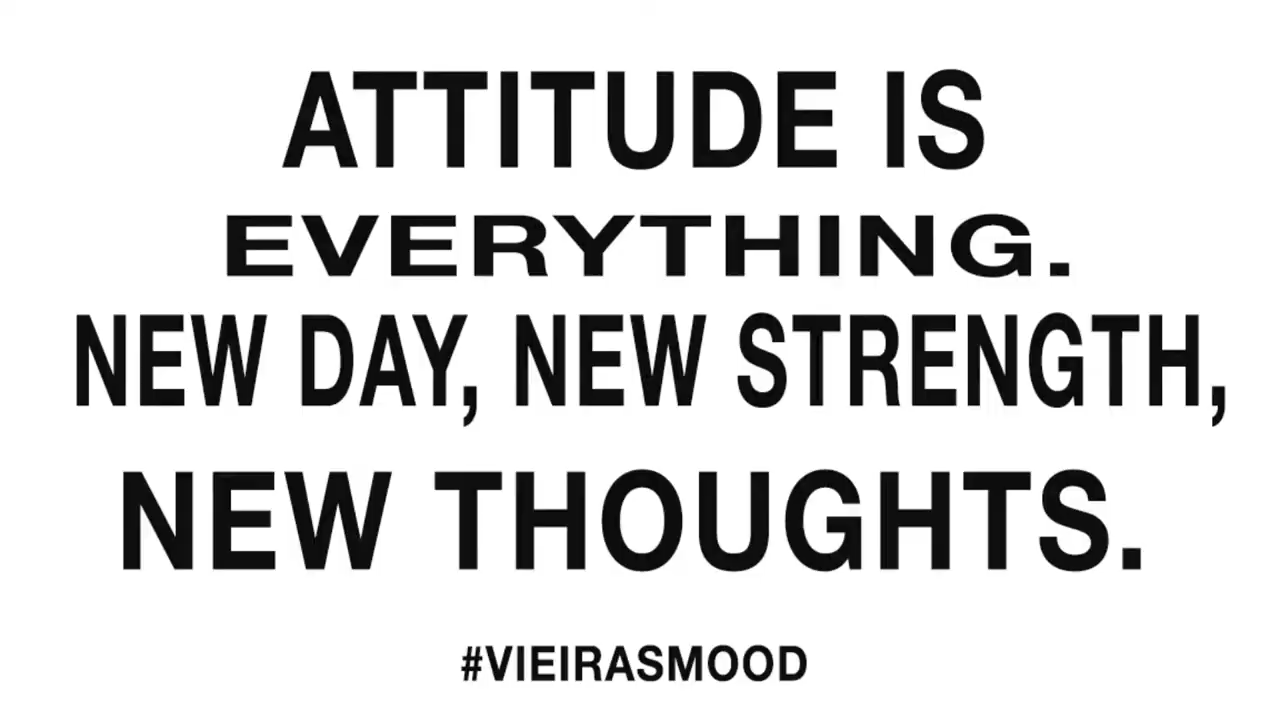 ATTITUDE IS
EVERYTHING.
NEW DAY, NEW STRENGTH,
NEW THOUGHTS.
#VIEIRASMOOD